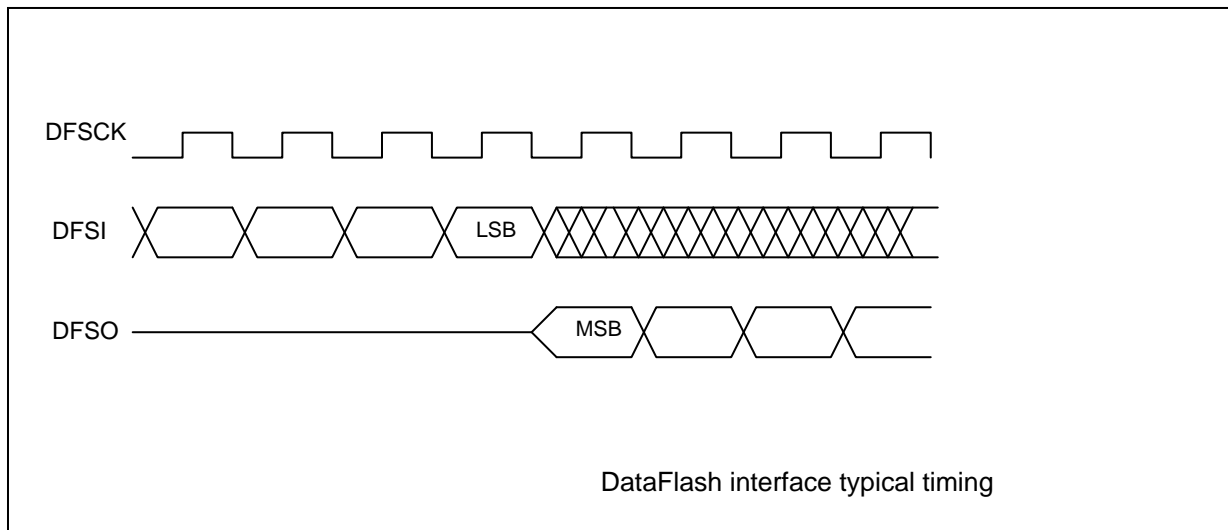 DFSCK
DFSI
LSB
DFSO
MSB
DataFlash interface typical timing